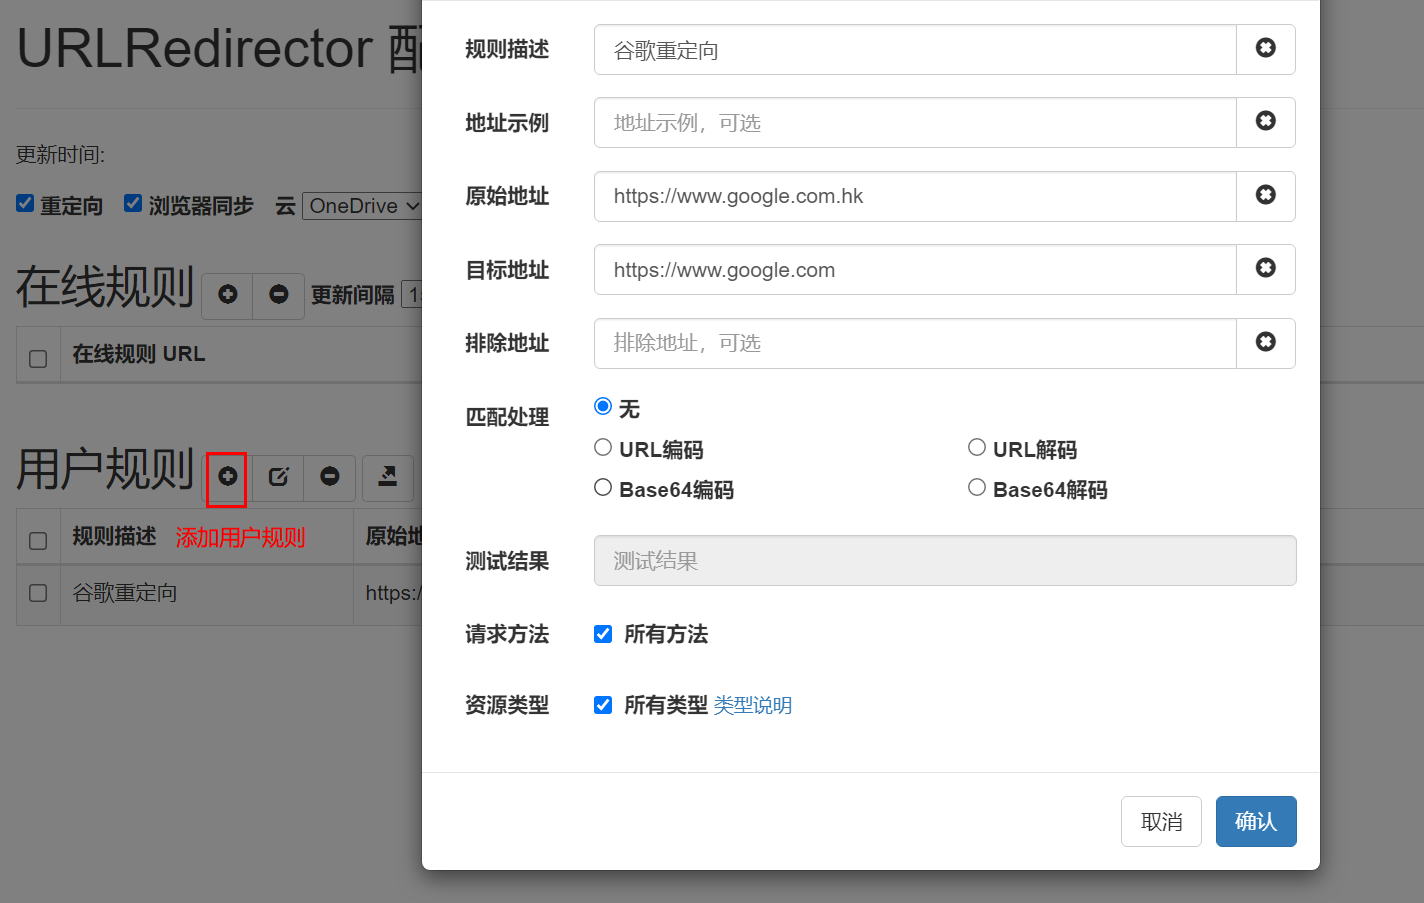 URLRedirector 配
更新时间:
重定向 浏览器同步 云 OneDrive
在线规则 更新间隔
在线规则 URL
用户规则
规则描述 添加用户规则 原始地
谷歌重定向 https:/
规则描述 谷歌重定向
地址示例 地址示例，可选
原始地址 https://www.google.com.hk
目标地址 https://www.google.com
排除地址 排除地址，可选
匹配处理 无
URL编码 URL解码
Base64编码 Base64解码
测试结果 测试结果
请求方法 所有方法
资源类型 所有类型 类型说明
取消 确认